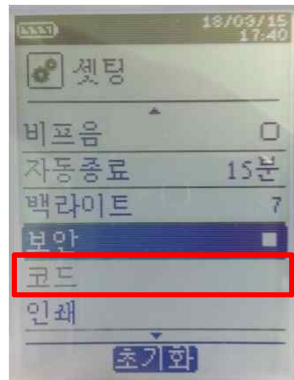 18/03/15
17:40
셋팅
비프음
자동종료 15분
백라이트 7
보안
코드
인쇄
초기화